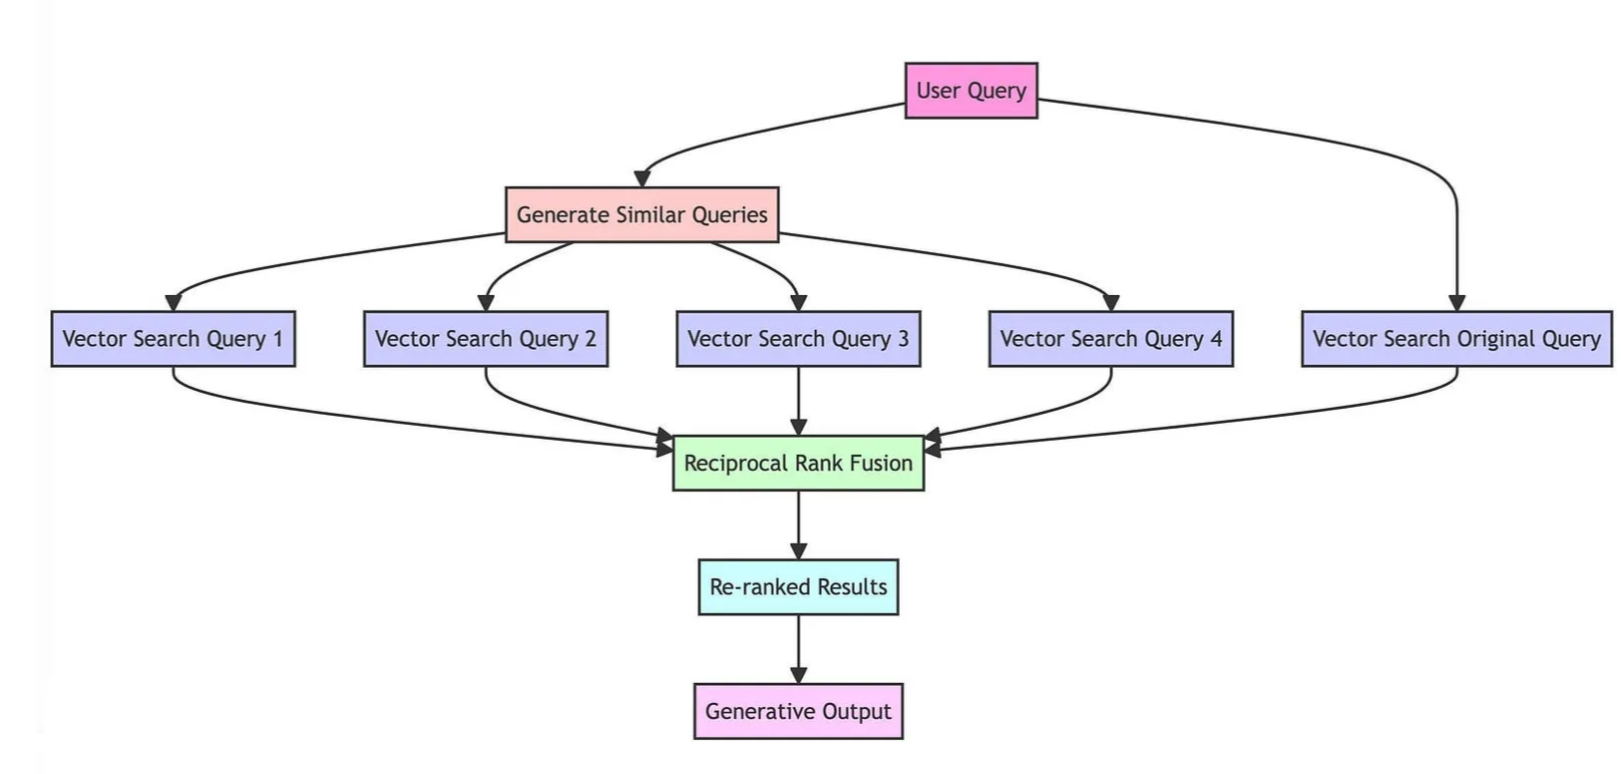 User Query
Generate Similar Queries
Vector Search Query 1
Vector Search Query 2
Vector Search Query 3
Vector Search Query 4
Vector Search Original Query
Reciprocal Rank Fusion
Re-ranked Results
Generative Output